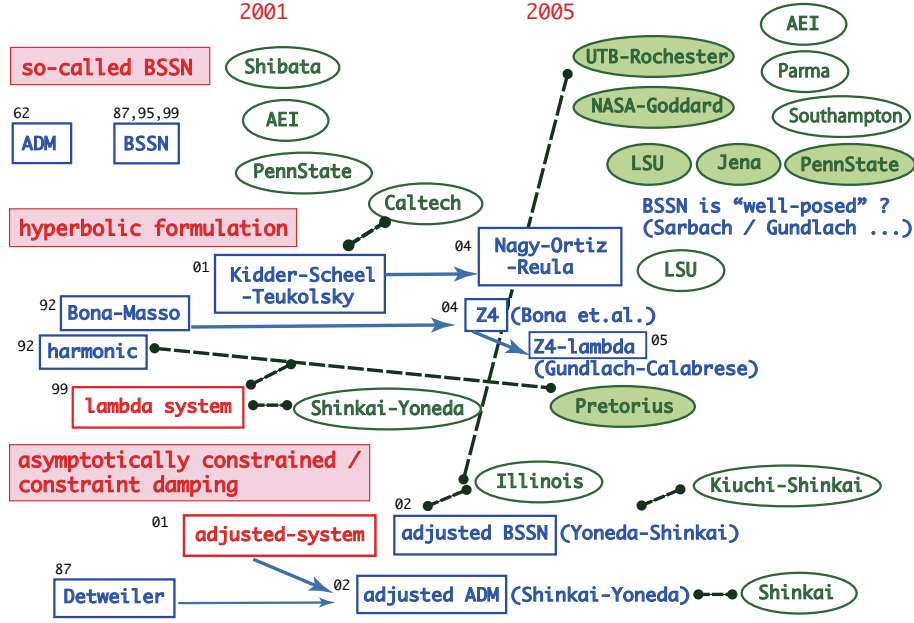 2001
2005
AEI
so-called BSSN
Shibata
UTB-Rochester
Parma
62
87,95,99
AEI
NASA-Goddard
Southampton
ADM
BSSN
PennState
LSU
Jena
PennState
Caltech
BSSN is “well-posed” ?
(Sarbach / Gundlach ...)
hyperbolic formulation
04
Nagy-Ortiz
-Reula
01
Kidder-Scheel
-Teukolsky
LSU
92
Bona-Masso
04
Z4
(Bona et.al.)
92
harmonic
Z4-lambda
05
(Gundlach-Calabrese)
99
lambda system
Shinkai-Yoneda
Pretorius
asymptotically constrained /
constraint damping
Illinois
Kiuchi-Shinkai
02
01
adjusted-system
adjusted BSSN
(Yoneda-Shinkai)
87
Detweiler
02
adjusted ADM
(Shinkai-Yoneda)
Shinkai